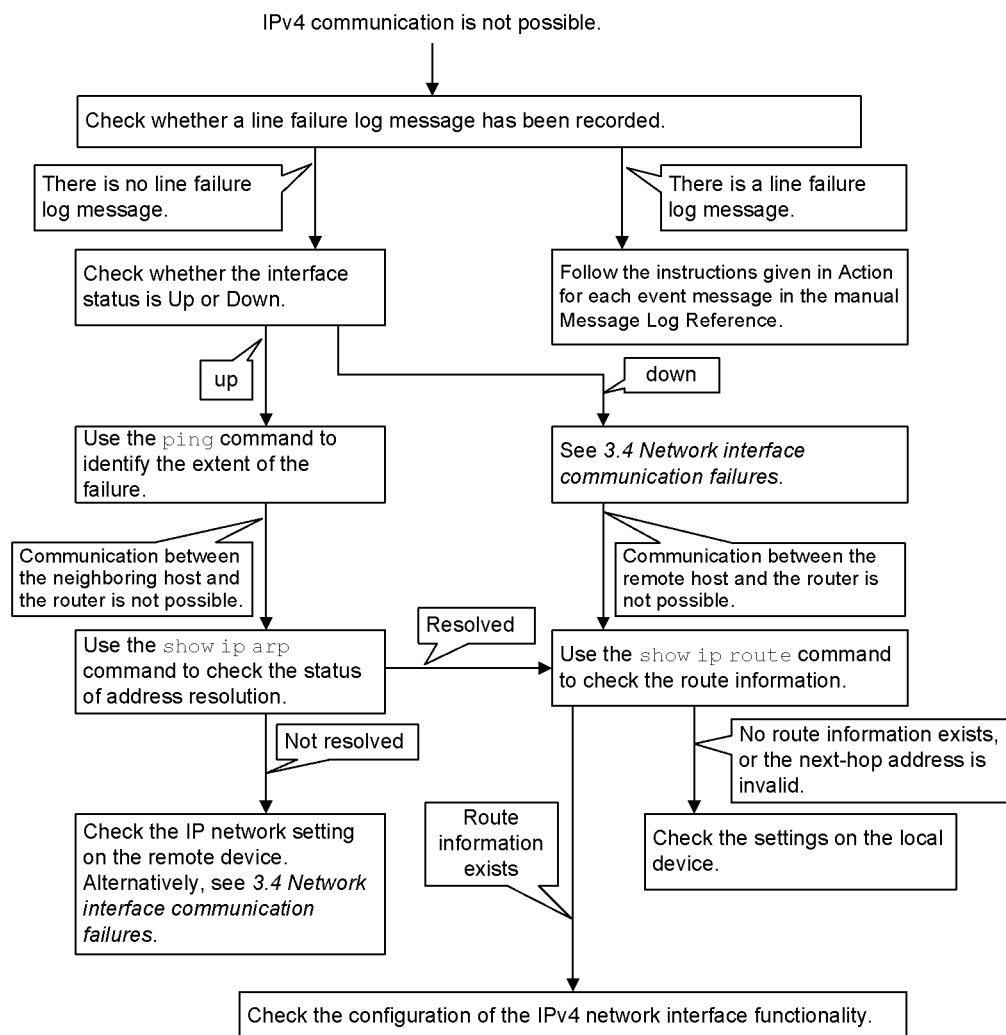 IPv4 communication is not possible.
Check whether a line failure log message has been recorded.
There is no line failure
log message.
There is a line failure
log message.
Check whether the interface
status is Up or Down.
Follow the instructions given in Action
for each event message in the manual
Message Log Reference.
up
down
Use the ping command to
identify the extent of the
failure.
See 3.4 Network interface
communication failures.
Communication between
the neighboring host and
the router is not possible.
Communication between the
remote host and the router is
not possible.
Use the show ip arp
command to check the status
of address resolution.
Resolved
Use the show ip route command
to check the route information.
Not resolved
No route information exists,
or the next-hop address is
invalid.
Check the IP network setting
on the remote device.
Alternatively, see 3.4 Network
interface communication
failures.
Route
information
exists
Check the settings on the local
device.
Check the configuration of the IPv4 network interface functionality.